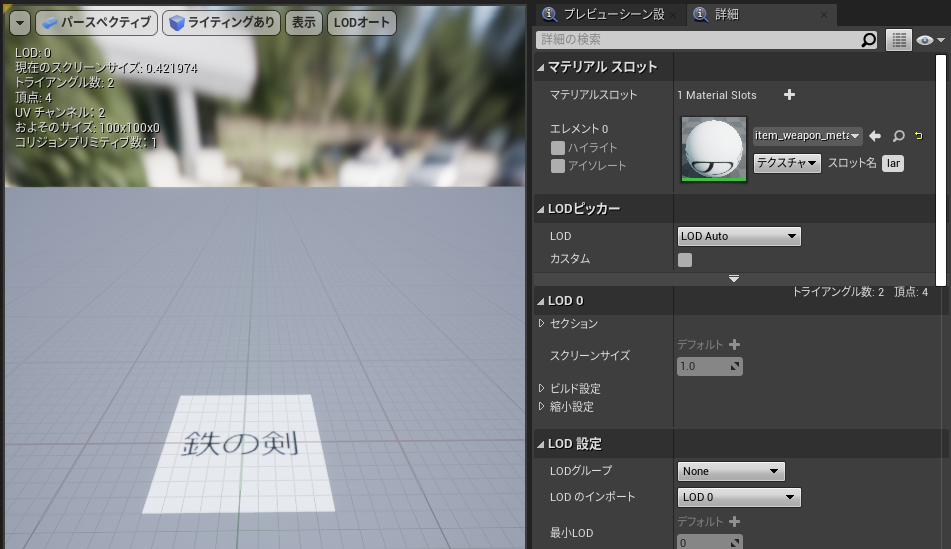 パースペクティブ
ライティングあり
表示
LODオート
LOD: 0
現在のスクリーンサイズ: 0.421974
トライアングル数: 2
頂点: 4
UV チャンネル: 2
おおよそのサイズ: 100x100x0
コリジョンプリミティブ数: 1
鉄の剣
プレビューシーン設
詳細
詳細の検索
マテリアル スロット
マテリアルスロット 1 Material Slots
エレメント 0
ハイライト
アイソレート
item_weapon_meta
テクスチャ スロット名 lar
LODピッカー
LOD LOD Auto
カスタム
トライアングル数: 2 頂点: 4
LOD 0
セクション
デフォルト
スクリーンサイズ
1.0
ビルド設定
縮小設定
LOD 設定
LODグループ None
LOD のインポート LOD 0
デフォルト
最小LOD
0